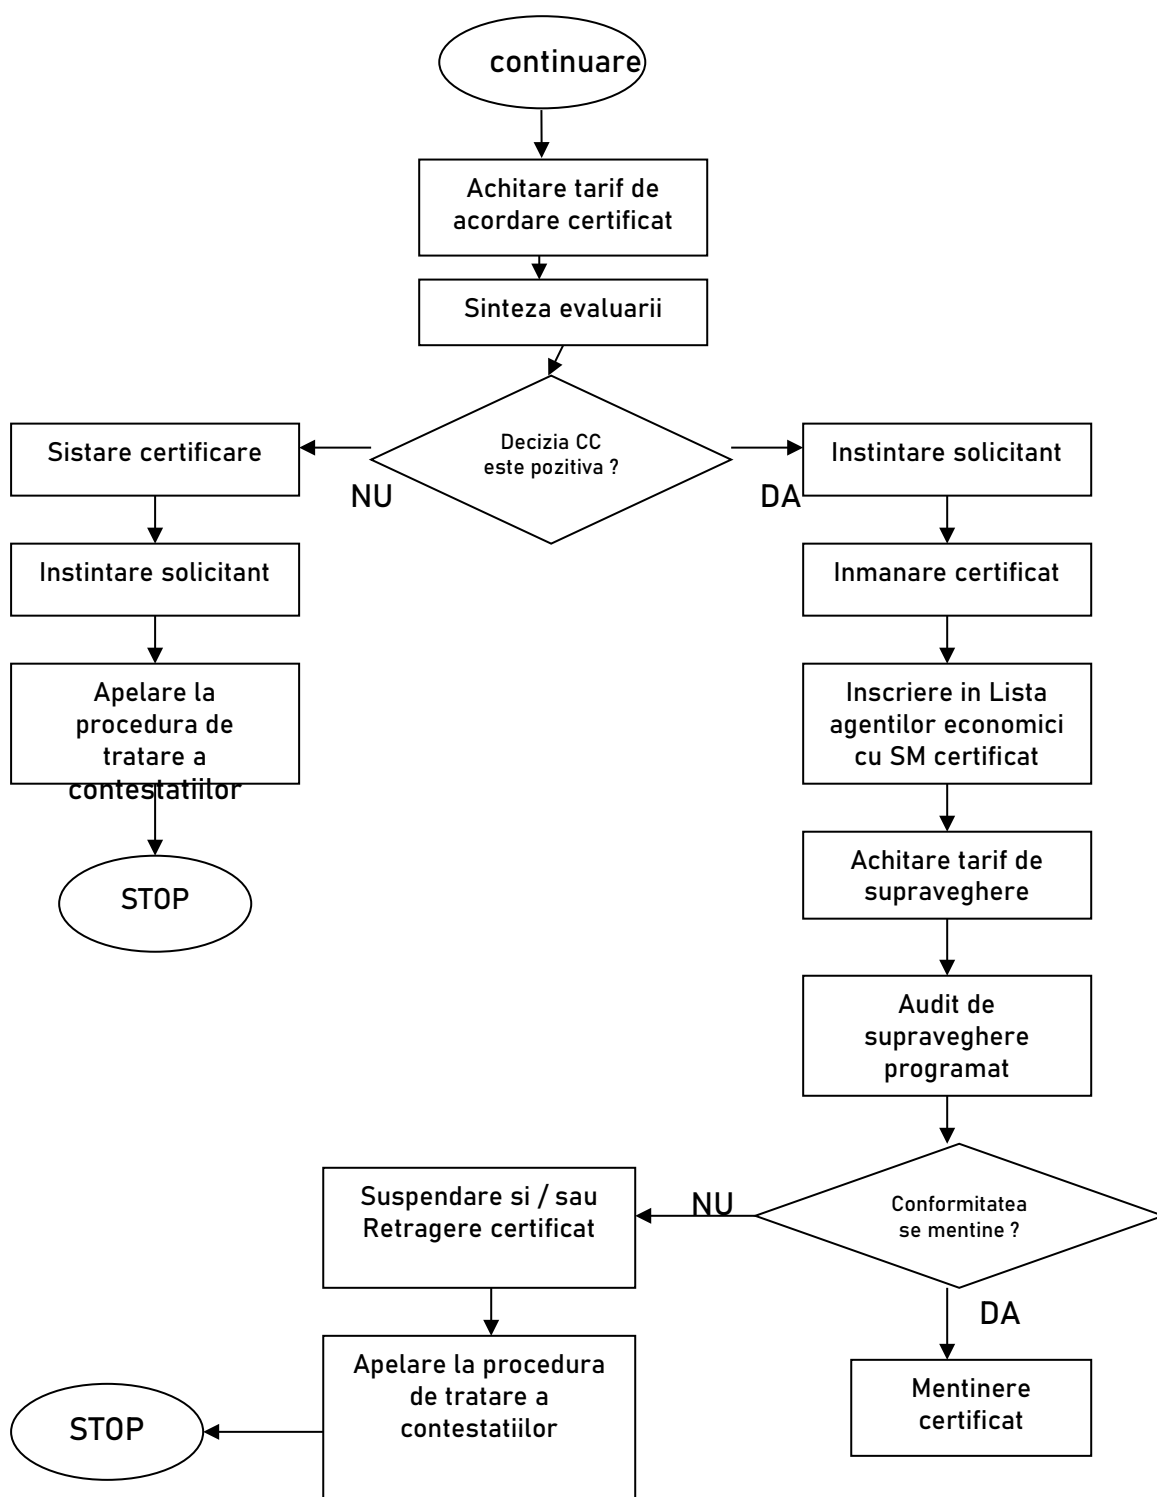 continuare
Achitare tarif de
acordare certificat
Sinteza evaluarii
Decizia CC
este pozitiva ?
NU
DA
Sistare certificare
Instintare solicitant
Apelare la
procedura de
tratare a
contestatiilor
STOP
Instintare solicitant
Inmanare certificat
Inscriere in Lista
agentilor economici
cu SM certificat
Achitare tarif de
supraveghere
Audit de
supraveghere
programat
Conformitatea
se mentine ?
NU
DA
Suspendare si / sau
Retragere certificat
Apelare la procedura
de tratare a
contestatiilor
STOP
Mentinere
certificat